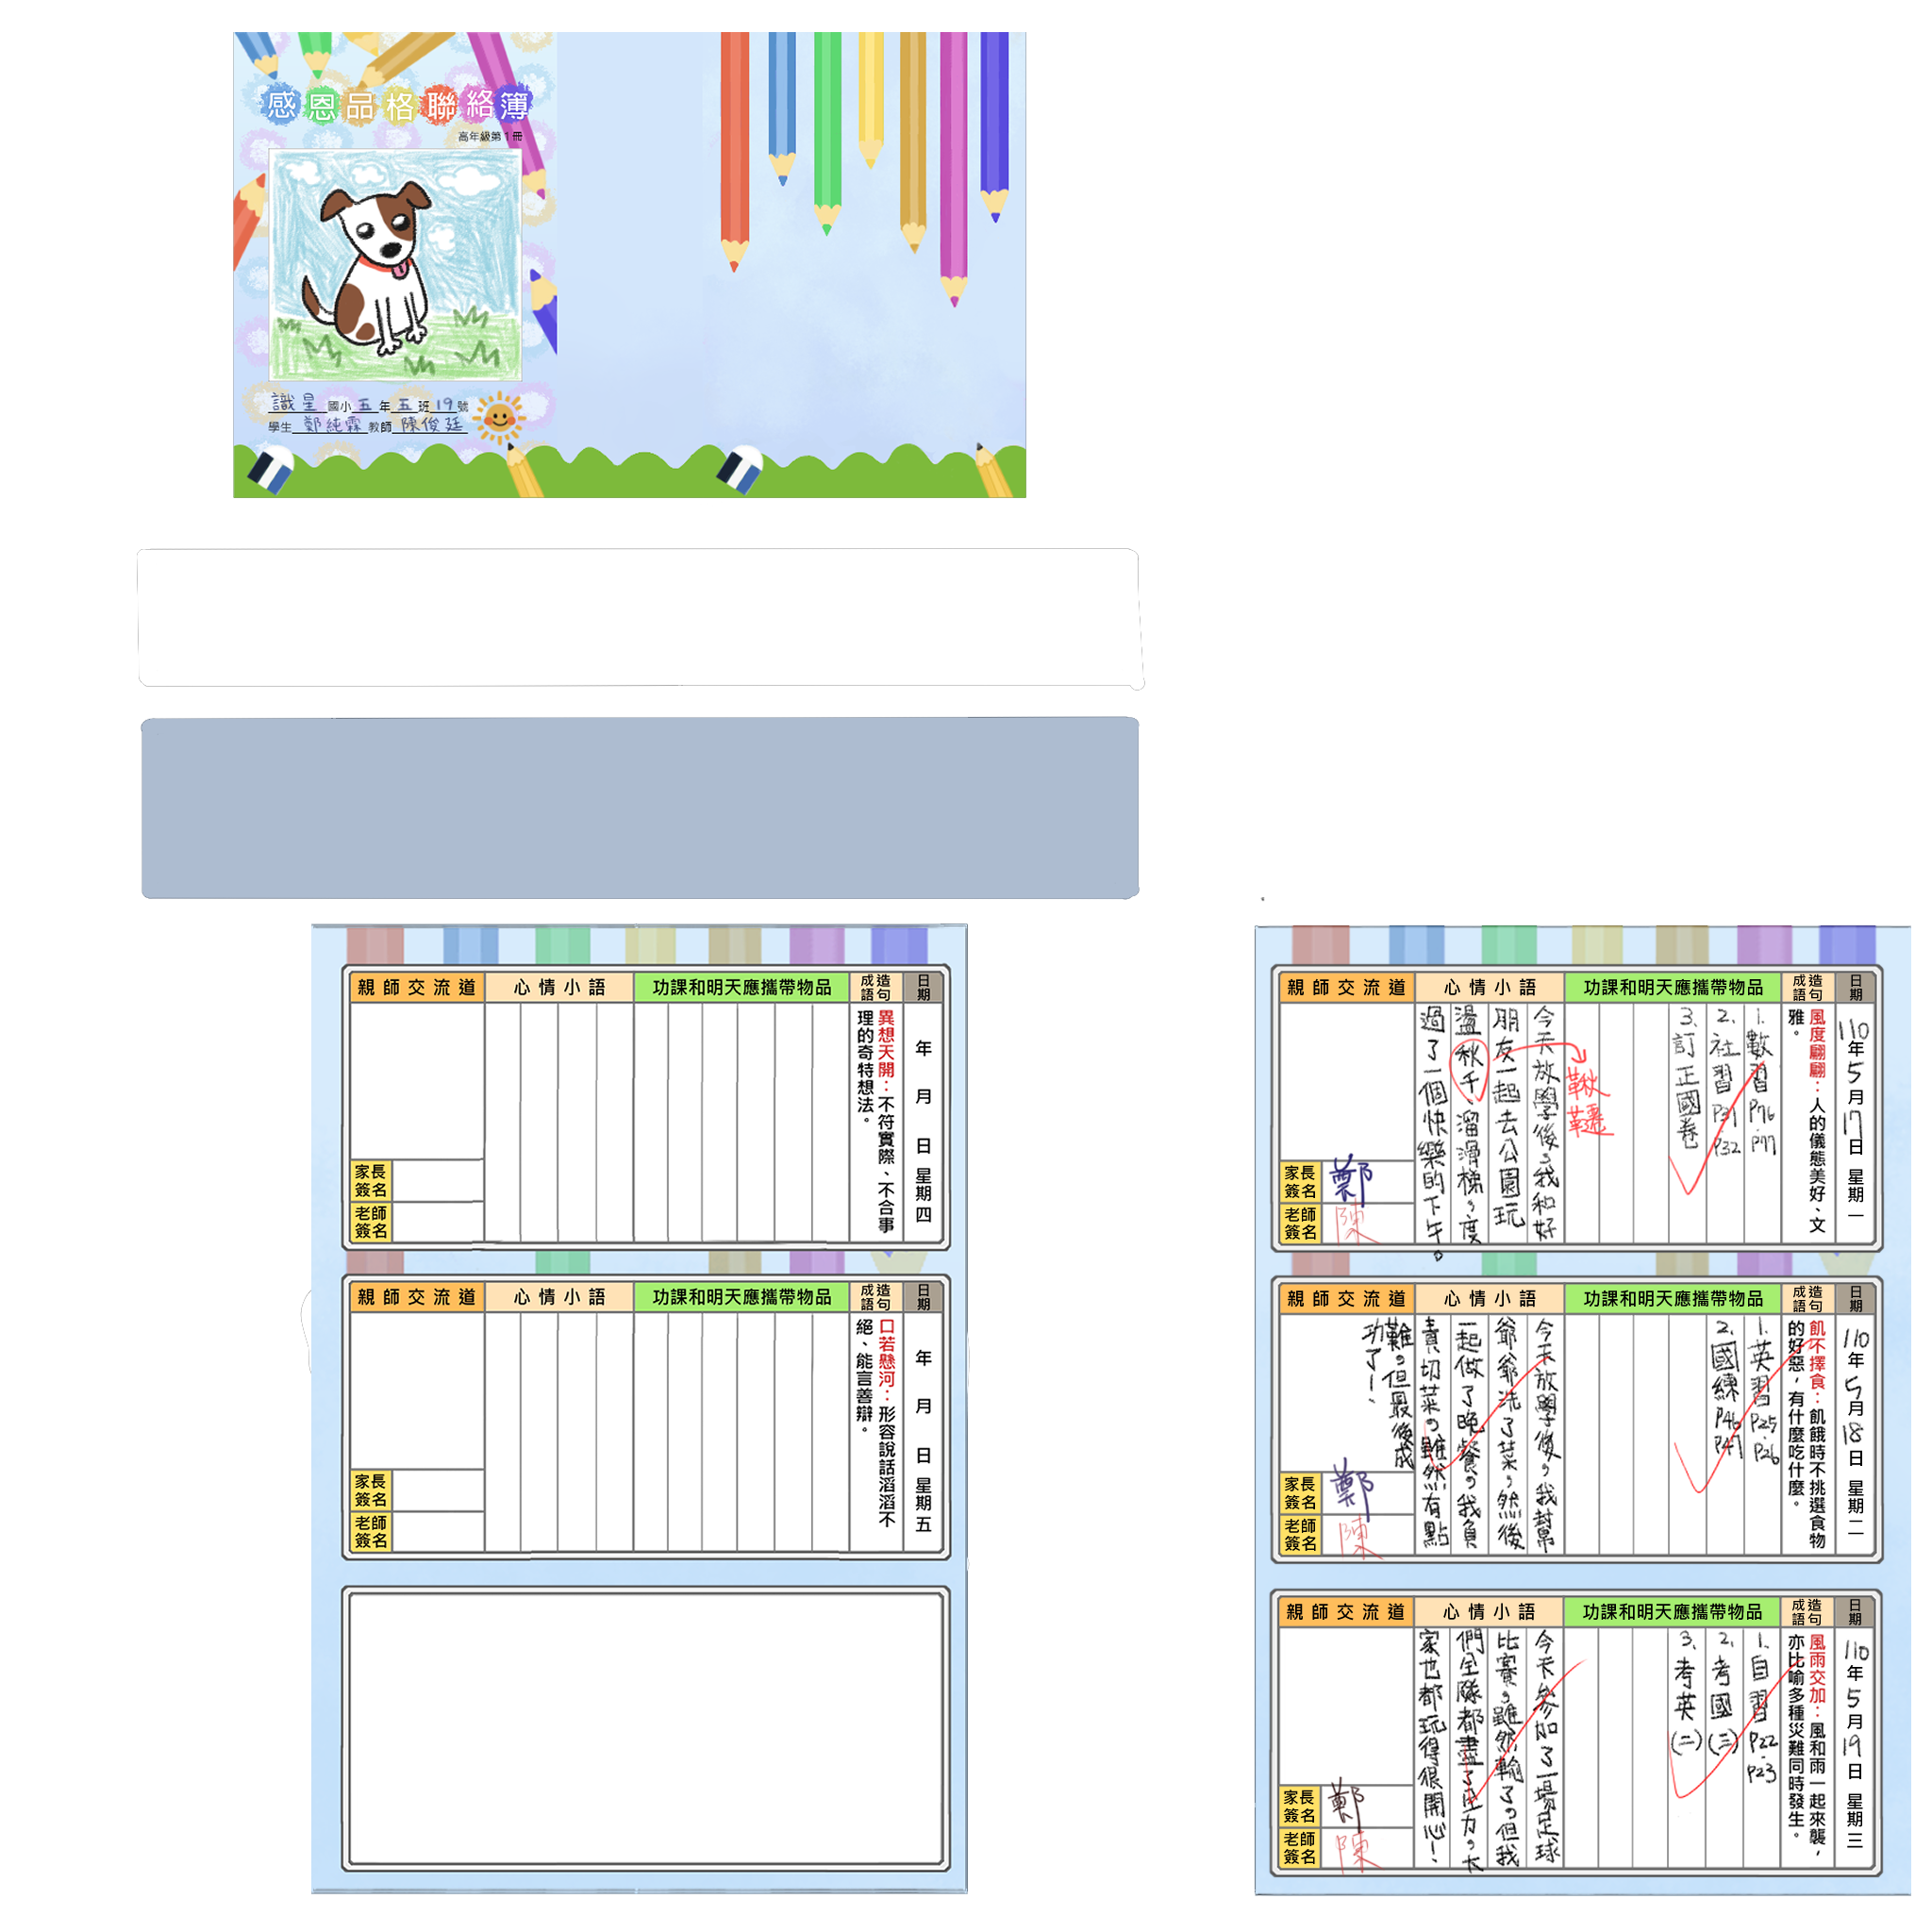 感恩品格聯絡簿
高年級第1冊
識星國小五年五班19號
學生鄭純霖教師陳俊廷
親師交流道
心情小語
功課和明天應攜帶物品
成語造句
日期
年月日星期四
異想天開：不符實際、不合事
理的奇特想法。
家長簽名
老師簽名
親師交流道
心情小語
功課和明天應攜帶物品
成語造句
日期
年月日星期五
口若懸河：形容說話滔滔不
絕、能言善辯。
家長簽名
老師簽名
親師交流道
心情小語
功課和明天應攜帶物品
成語造句
日期
110年5月17日星期一
風度翩翩：人的儀態美好、文
雅。
1.數習P76.P77
2.社習P31.P32
3.訂正國卷
今天放學後，我和好
朋友一起去公園玩
盪秋千、溜滑梯，度
過了一個快樂的下午。
鞦韆
家長簽名
鄭
老師簽名
陳
親師交流道
心情小語
功課和明天應攜帶物品
成語造句
日期
110年5月18日星期二
飢不擇食：飢餓時不挑選食物
的好惡，有什麼吃什麼。
1.英習P25.P26
2.國練P46.P47
今天放學後，我幫
爺爺洗了菜，然後
一起做了晚餐。我負
責切菜。雖然有點
難。但最後成
功了！
家長簽名
鄭
老師簽名
陳
親師交流道
心情小語
功課和明天應攜帶物品
成語造句
日期
110年5月19日星期三
風雨交加：風和雨一起來襲，
亦比喻多種災難同時發生。
1.自習P22.P23
2.考國(三)
3.考英(二)
今天參加了一場足球
比賽，雖然輸了。但我
們全隊都盡了全力，大
家也都玩得很開心！
家長簽名
鄭
老師簽名
陳